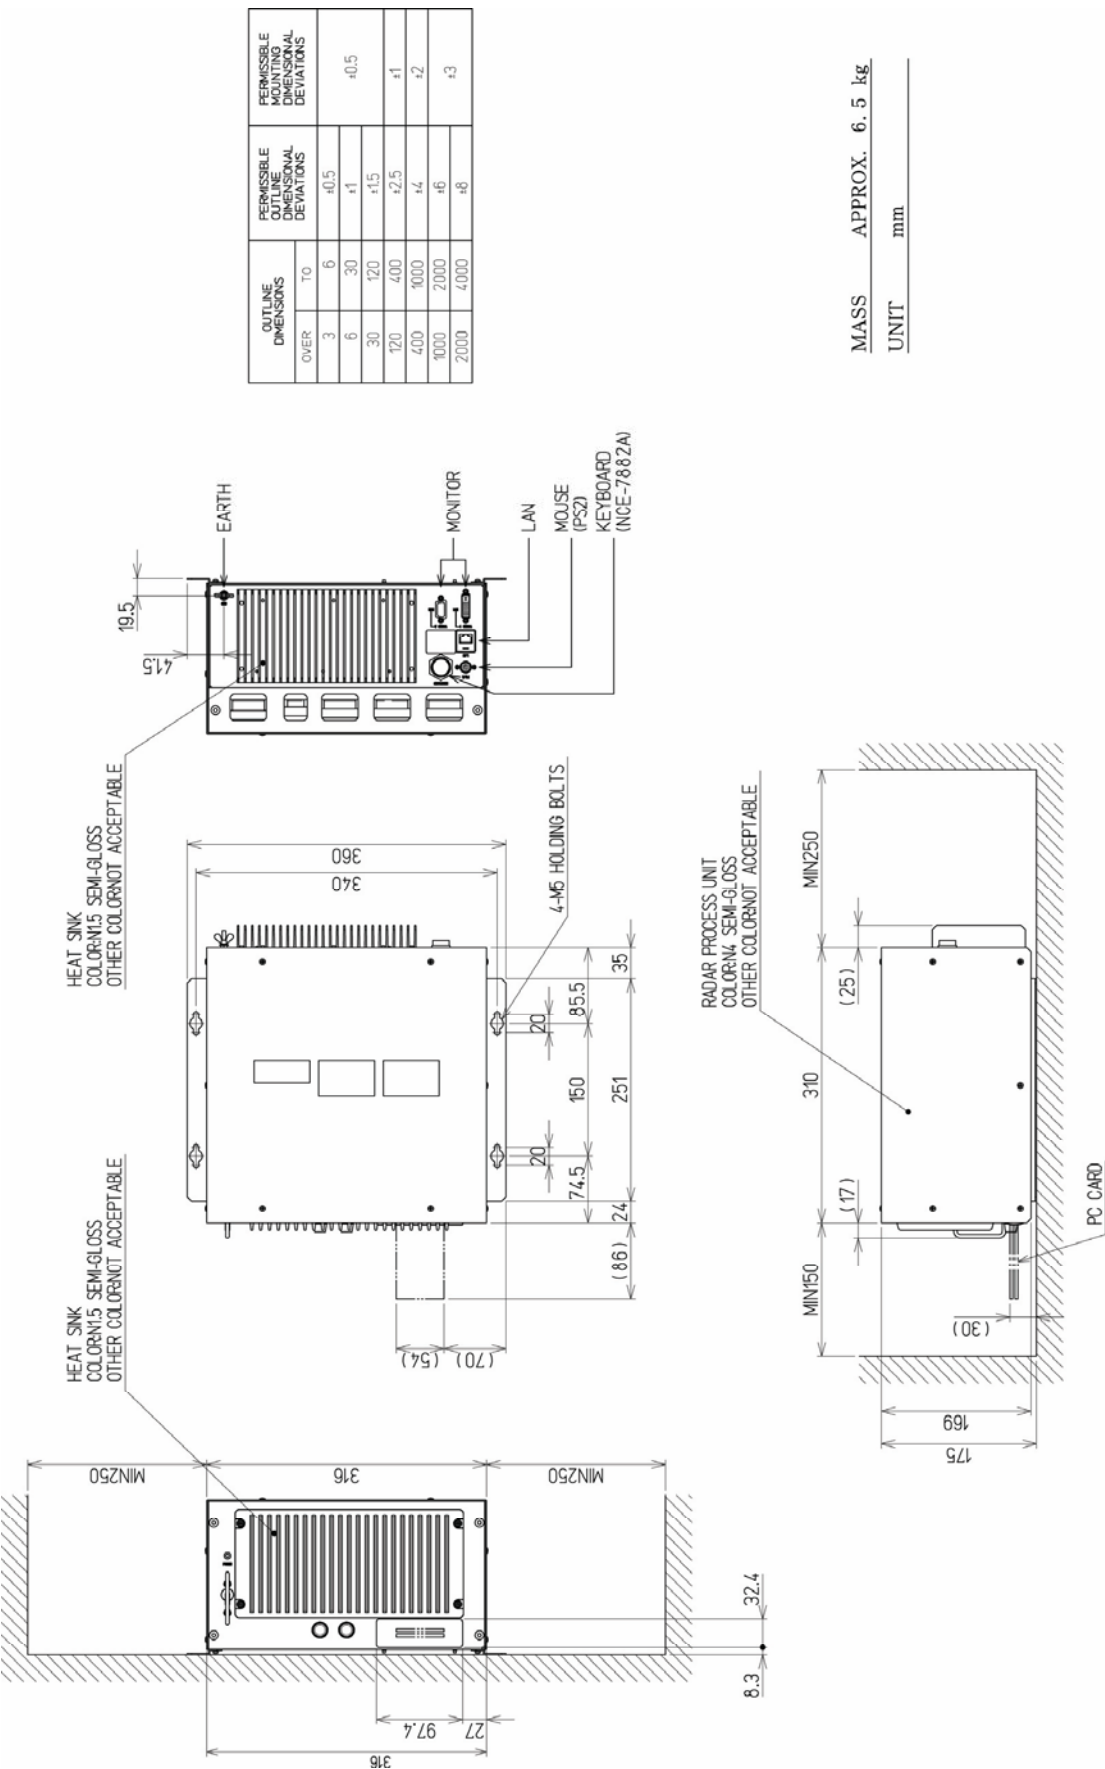 OUTLINE
DIMENSIONS
PERMISSIBLE
OUTLINE
DIMENSIONAL
DEVIATIONS
PERMISSIBLE
MOUNTING
DIMENSIONAL
DEVIATIONS
OVER TO
3 6 ±0.5 ±0.5
6 30 ±1
30 120 ±1.5
120 400 ±2.5 ±1
400 1000 ±4 ±2
1000 2000 ±6 ±3
2000 4000 ±8
MASS APPROX. 6.5 kg
UNIT mm
19.5
41.5
EARTH
MONITOR
LAN
MOUSE
(PS2)
KEYBOARD
(NCE-7882A)
HEAT SINK
COLOR:N1.5 SEMI-GLOSS
OTHER COLOR:NOT ACCEPTABLE
360
340
4-M5 HOLDING BOLTS
35
85.5
20
150
251
20
74.5
24
(86)
(54)
(70)
HEAT SINK
COLOR:N1.5 SEMI-GLOSS
OTHER COLOR:NOT ACCEPTABLE
MIN250
316
MIN250
32.4
8.3
97.4
27
316
RADAR PROCESS UNIT
COLOR:N4 SEMI-GLOSS
OTHER COLOR:NOT ACCEPTABLE
MIN250
(25)
310
(17)
MIN150
(30)
PC CARD
169
175